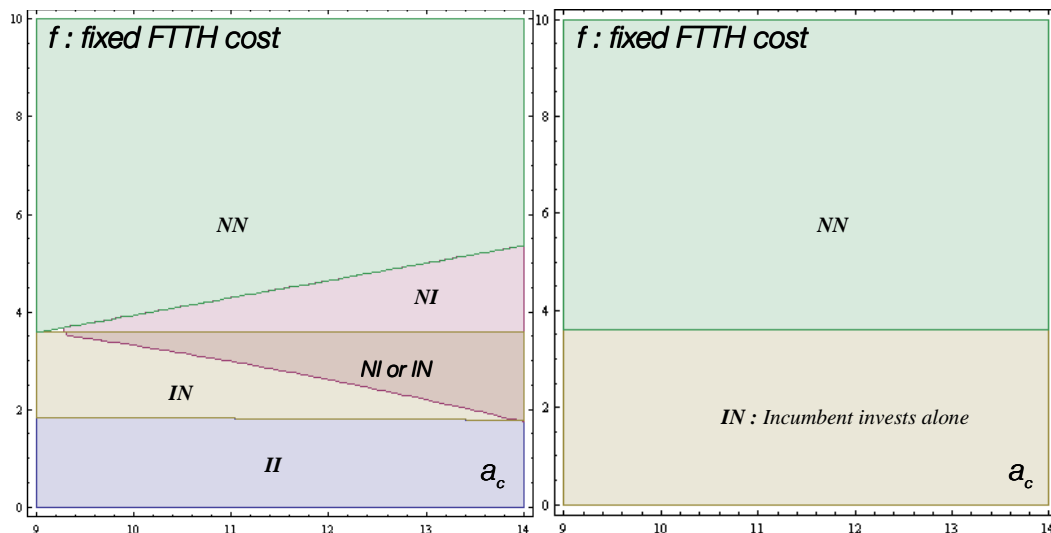 f : fixed FTTH cost
10
8
6
4
2
0
NN
NI
NI or IN
IN
II
a_c
9
10
11
12
13
14
f : fixed FTTH cost
10
8
6
4
2
0
NN
IN : Incumbent invests alone
a_c
9
10
11
12
13
14